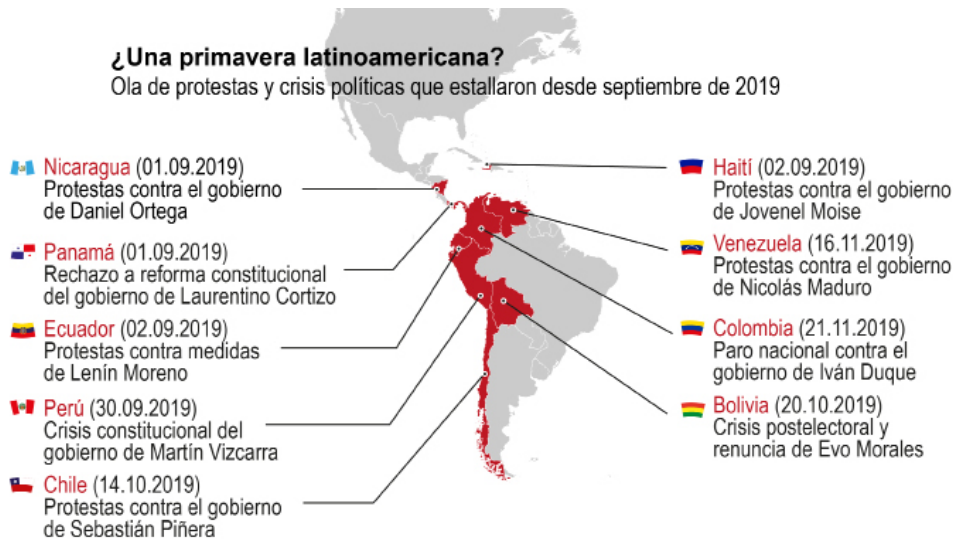 ¿Una primavera latinoamericana?
Ola de protestas y crisis políticas que estallaron desde septiembre de 2019
Nicaragua (01.09.2019)
Protestas contra el gobierno
de Daniel Ortega
Panamá (01.09.2019)
Rechazo a reforma constitucional
del gobierno de Laurentino Cortizo
Ecuador (02.09.2019)
Protestas contra medidas
de Lenín Moreno
Perú (30.09.2019)
Crisis constitucional del
gobierno de Martín Vizcarra
Chile (14.10.2019)
Protestas contra el gobierno
de Sebastián Piñera
Haití (02.09.2019)
Protestas contra el gobierno
de Jovenel Moise
Venezuela (16.11.2019)
Protestas contra el gobierno
de Nicolás Maduro
Colombia (21.11.2019)
Paro nacional contra el
gobierno de Iván Duque
Bolivia (20.10.2019)
Crisis postelectoral y
renuncia de Evo Morales